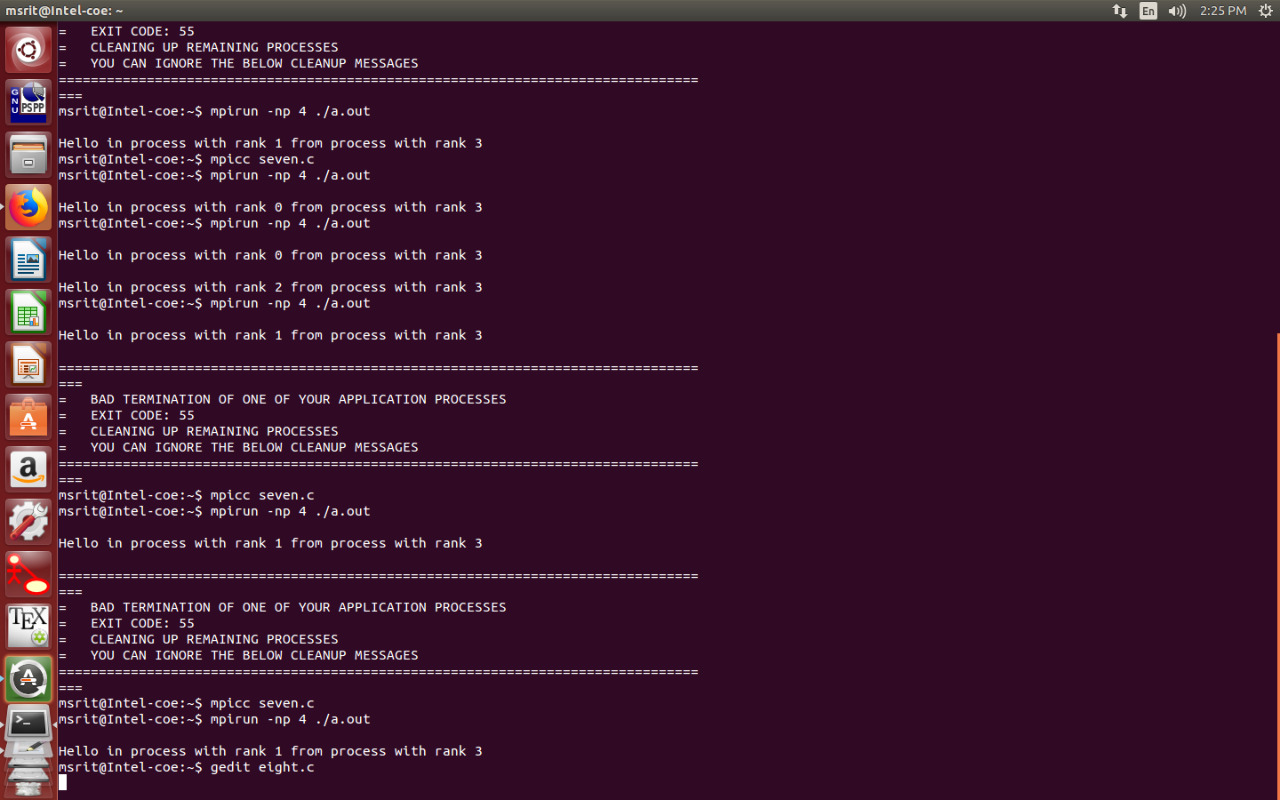 msrit@Intel-coe: ~
En
2:25 PM
=   EXIT CODE: 55
=   CLEANING UP REMAINING PROCESSES
=   YOU CAN IGNORE THE BELOW CLEANUP MESSAGES
================================================================================
===
msrit@Intel-coe:~$ mpirun -np 4 ./a.out
Hello in process with rank 1 from process with rank 3
msrit@Intel-coe:~$ mpicc seven.c
msrit@Intel-coe:~$ mpirun -np 4 ./a.out
Hello in process with rank 0 from process with rank 3
msrit@Intel-coe:~$ mpirun -np 4 ./a.out
Hello in process with rank 0 from process with rank 3
Hello in process with rank 2 from process with rank 3
msrit@Intel-coe:~$ mpirun -np 4 ./a.out
Hello in process with rank 1 from process with rank 3
================================================================================
===
=   BAD TERMINATION OF ONE OF YOUR APPLICATION PROCESSES
=   EXIT CODE: 55
=   CLEANING UP REMAINING PROCESSES
=   YOU CAN IGNORE THE BELOW CLEANUP MESSAGES
================================================================================
===
msrit@Intel-coe:~$ mpicc seven.c
msrit@Intel-coe:~$ mpirun -np 4 ./a.out
Hello in process with rank 1 from process with rank 3
================================================================================
===
=   BAD TERMINATION OF ONE OF YOUR APPLICATION PROCESSES
=   EXIT CODE: 55
=   CLEANING UP REMAINING PROCESSES
=   YOU CAN IGNORE THE BELOW CLEANUP MESSAGES
================================================================================
===
msrit@Intel-coe:~$ mpicc seven.c
msrit@Intel-coe:~$ mpirun -np 4 ./a.out
Hello in process with rank 1 from process with rank 3
msrit@Intel-coe:~$ gedit eight.c
GNU PSPP
a
TEX
>_